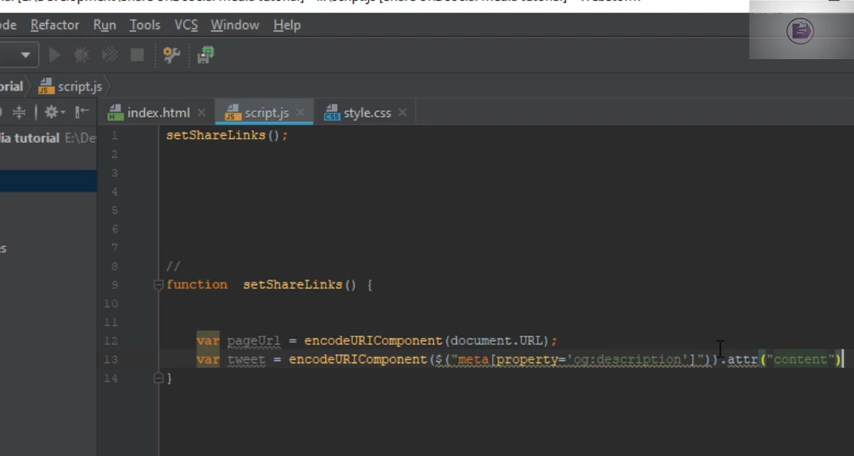 ode Refactor Run Tools VCS Window Help
orial script.js
index.html script.js style.css
ia tutorial E:\De
1 setShareLinks();
2
3
4
5
6
7
8 //
9 function setShareLinks() {
10
11
12 var pageUrl = encodeURIComponent(document.URL);
13 var tweet = encodeURIComponent($("meta[property='og:description']")).attr("content")
14 }
es